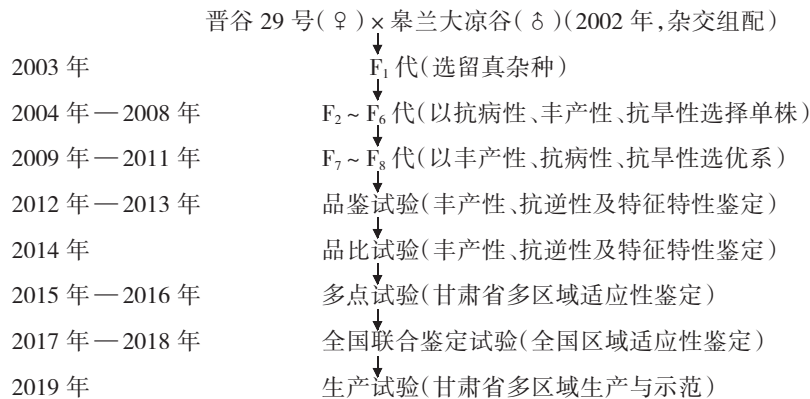 晋谷 29 号(♀)×皋兰大凉谷(♂)(2002 年,杂交组配)
2003 年 F₁ 代(选留真杂种)
2004 年—2008 年 F₂~F₆ 代(以抗病性、丰产性、抗旱性选择单株)
2009 年—2011 年 F₇~F₈ 代(以丰产性、抗病性、抗旱性选优系)
2012 年—2013 年 品鉴试验(丰产性、抗逆性及特征特性鉴定)
2014 年 品比试验(丰产性、抗逆性及特征特性鉴定)
2015 年—2016 年 多点试验(甘肃省多区域适应性鉴定)
2017 年—2018 年 全国联合鉴定试验(全国区域适应性鉴定)
2019 年 生产试验(甘肃省多区域生产与示范)